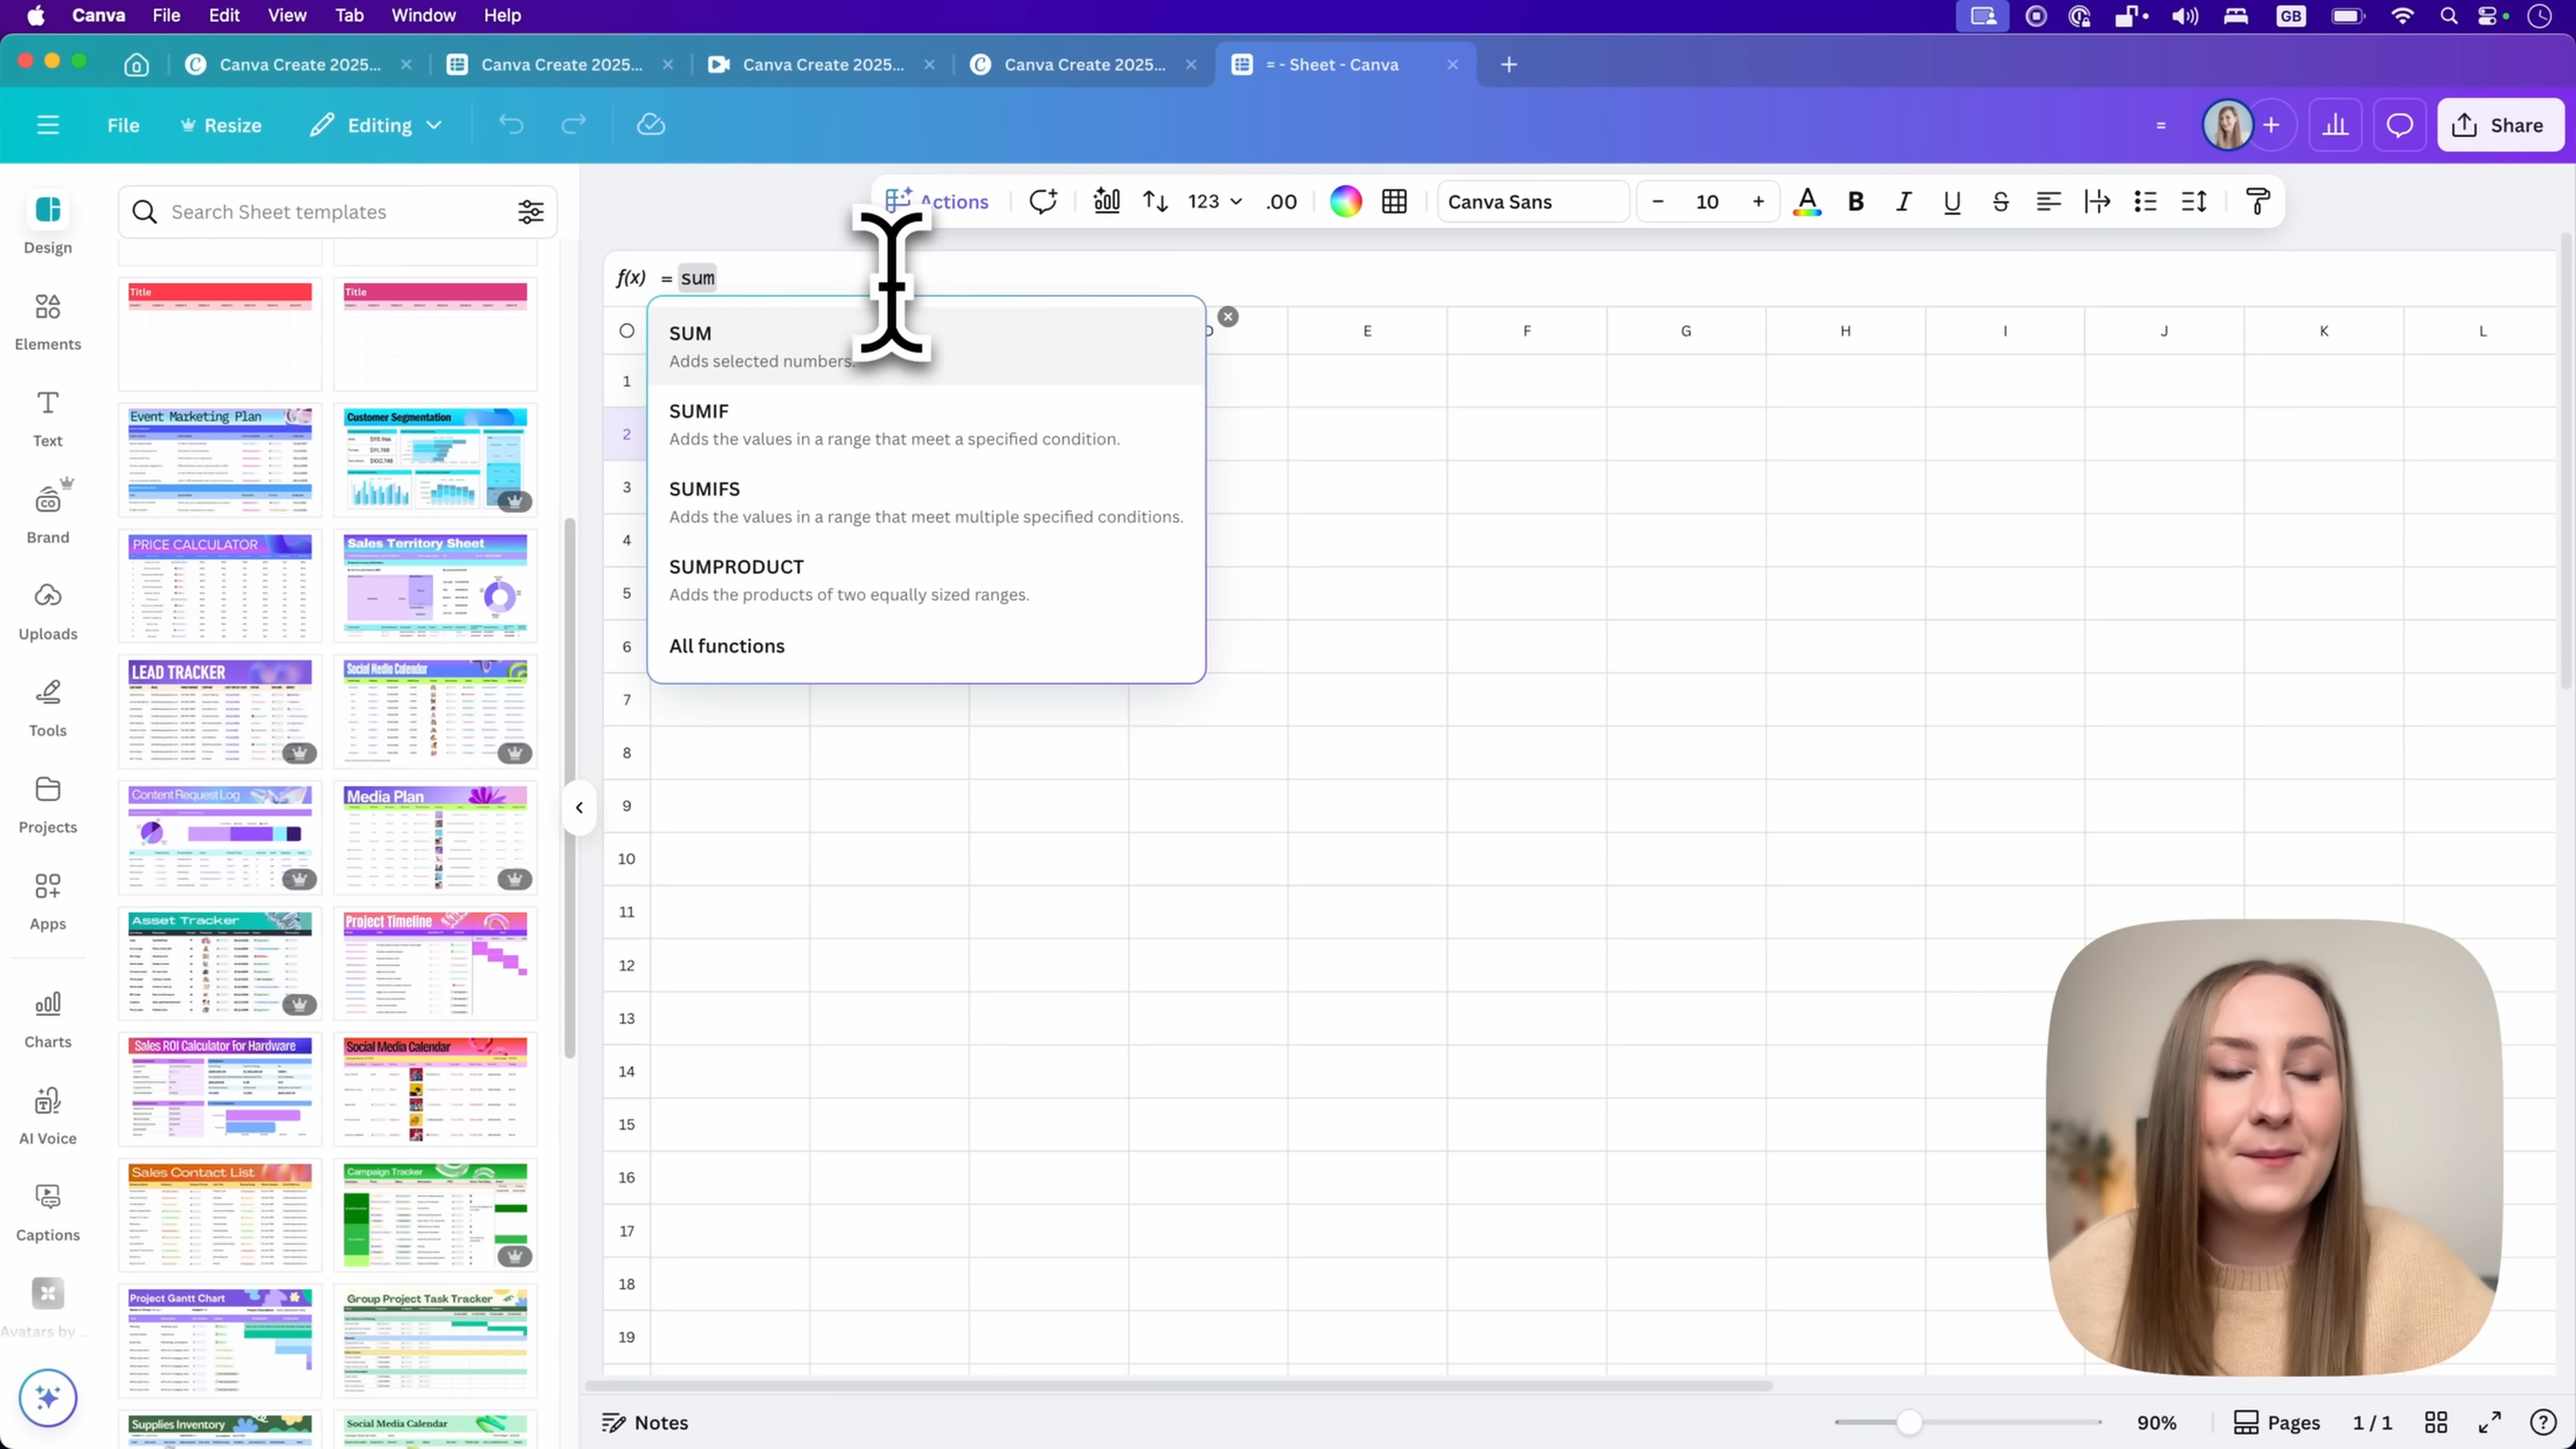 Canva File Edit View Tab Window Help
GB
Canva Create 2025... Canva Create 2025... Canva Create 2025... Canva Create 2025... = - Sheet - Canva
File Resize Editing = Share
Search Sheet templates
Actions 123 .00 Canva Sans 10 A B I U S
f(x) = sum
SUM
Adds selected numbers.
SUMIF
Adds the values in a range that meet a specified condition.
SUMIFS
Adds the values in a range that meet multiple specified conditions.
SUMPRODUCT
Adds the products of two equally sized ranges.
All functions
D E F G H I J K L
1
2
3
4
5
6
7
8
9
10
11
12
13
14
15
16
17
18
19
Design
Elements
Text
Brand
Uploads
Tools
Projects
Apps
Charts
AI Voice
Captions
Avatars by ...
Title
Title
Event Marketing Plan
Customer Segmentation
PRICE CALCULATOR
Sales Territory Sheet
LEAD TRACKER
Social Media Calendar
Content Request Log
Media Plan
Asset Tracker
Project Timeline
Sales ROI Calculator For Hardware
Social Media Calendar
Sales Contact List
Campaign Tracker
Project Gantt Chart
Group Project Task Tracker
Supplies Inventory
Social Media Calendar
Notes 90% Pages 1 / 1